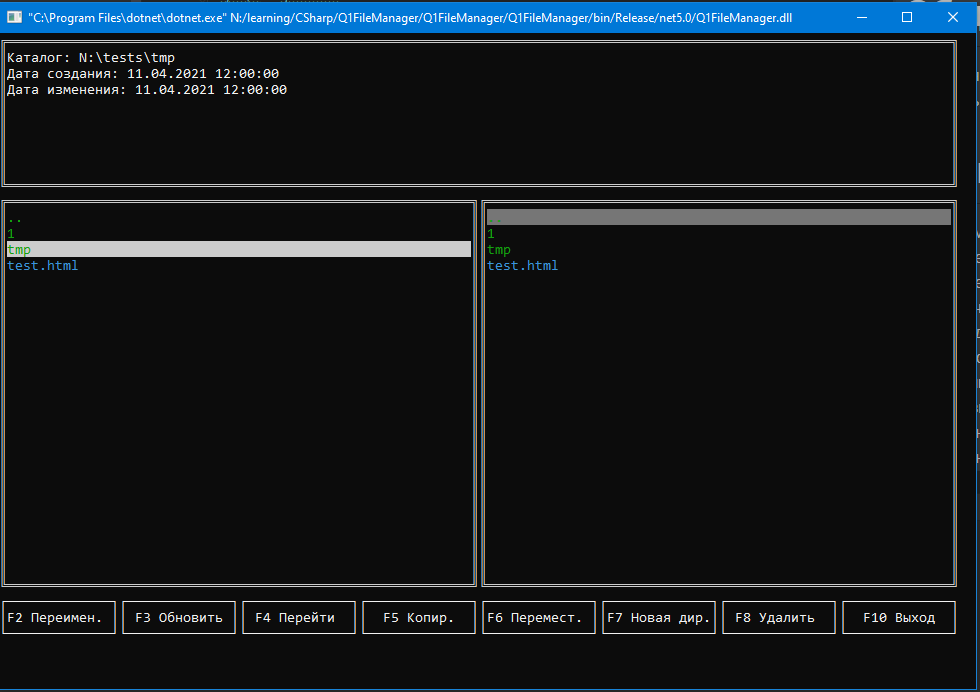 "C:\Program Files\dotnet\dotnet.exe" N:/learning/CSharp/Q1FileManager/Q1FileManager/Q1FileManager/bin/Release/net5.0/Q1FileManager.dll
Каталог: N:\tests\tmp
Дата создания: 11.04.2021 12:00:00
Дата изменения: 11.04.2021 12:00:00
..
1
tmp
test.html
..
1
tmp
test.html
F2 Переимен. F3 Обновить F4 Перейти F5 Копир. F6 Перемест. F7 Новая дир. F8 Удалить F10 Выход